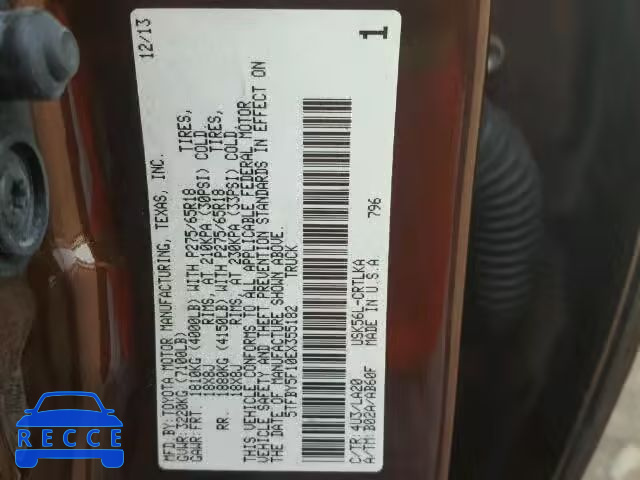 MFD BY: TOYOTA MOTOR MANUFACTURING, TEXAS, INC. 12/13
GVWR: 3220KG (7100LB)
GAWR: FRT. 1818KG (4000LB) WITH P275/65R18 TIRES,
18X8J RIMS, AT 210KPA (30PSI) COLD.
RR. 1880KG (4150LB) WITH P275/65R18 TIRES,
18X8J RIMS, AT 230KPA (33PSI) COLD.
THIS VEHICLE CONFORMS TO ALL APPLICABLE FEDERAL MOTOR
VEHICLE SAFETY AND THEFT PREVENTION STANDARDS IN EFFECT ON
THE DATE OF MANUFACTURE SHOWN ABOVE.
5TFBY5F10EX355182 TRUCK
C/TR: 4U3/LA20 USK56L-CRTLKA
A/TM: B02A/AB60F MADE IN U.S.A. 796
1
RECCE